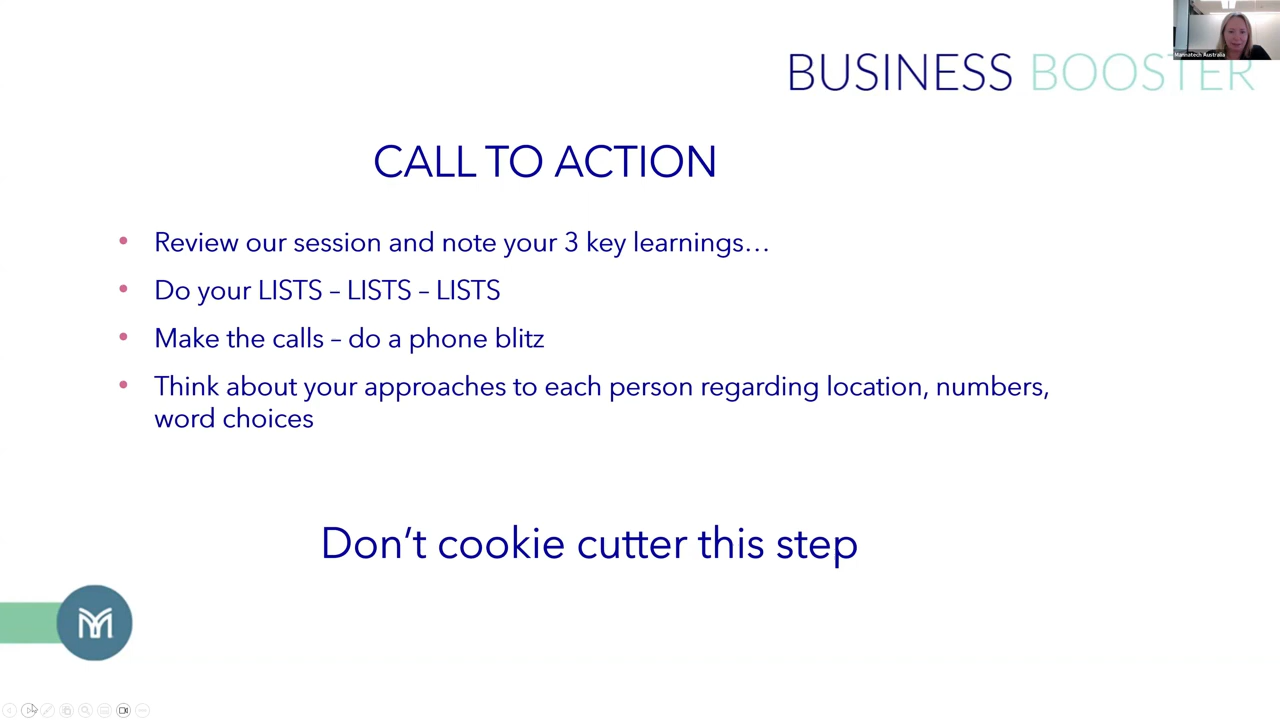 Mannatech Australia
BUSINESS BOOSTER
CALL TO ACTION
• Review our session and note your 3 key learnings…
• Do your LISTS – LISTS – LISTS
• Make the calls – do a phone blitz
• Think about your approaches to each person regarding location, numbers,
word choices
Don’t cookie cutter this step